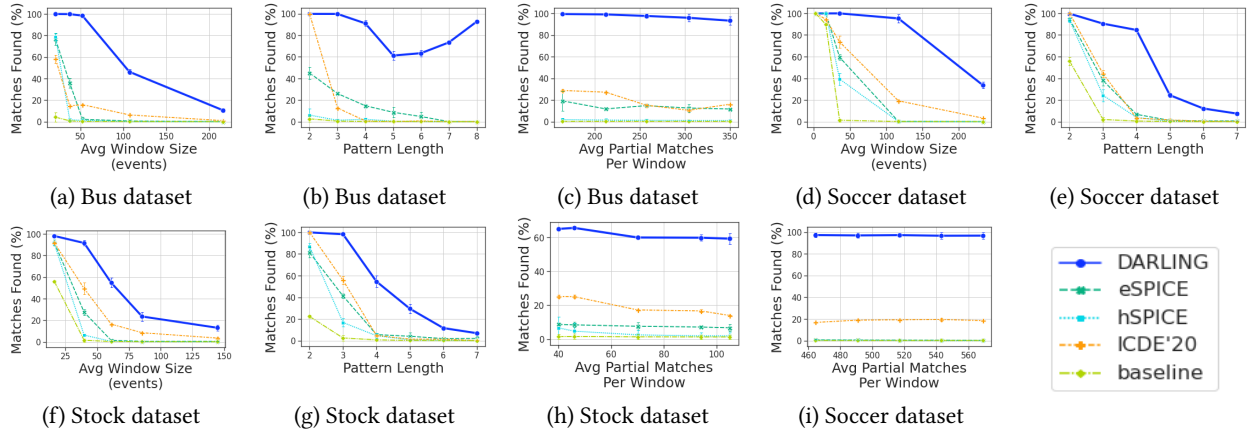 Matches Found (%)
100
80
60
40
20
0
50 100 150 200
Avg Window Size
(events)
(a) Bus dataset
Matches Found (%)
100
80
60
40
20
0
2 3 4 5 6 7 8
Pattern Length
(b) Bus dataset
Matches Found (%)
100
80
60
40
20
0
200 250 300 350
Avg Partial Matches
Per Window
(c) Bus dataset
Matches Found (%)
100
80
60
40
20
0
0 50 100 150 200
Avg Window Size
(events)
(d) Soccer dataset
Matches Found (%)
100
80
60
40
20
0
2 3 4 5 6 7
Pattern Length
(e) Soccer dataset
Matches Found (%)
100
80
60
40
20
0
25 50 75 100 125
Avg Window Size
(events)
(f) Stock dataset
Matches Found (%)
100
80
60
40
20
0
2 3 4 5 6 7
Pattern Length
(g) Stock dataset
Matches Found (%)
60
40
20
0
40 60 80 100
Avg Partial Matches
Per Window
(h) Stock dataset
Matches Found (%)
100
80
60
40
20
0
460 480 500 520 540 560
Avg Partial Matches
Per Window
(i) Soccer dataset
DARLING
eSPICE
hSPICE
ICDE'20
baseline